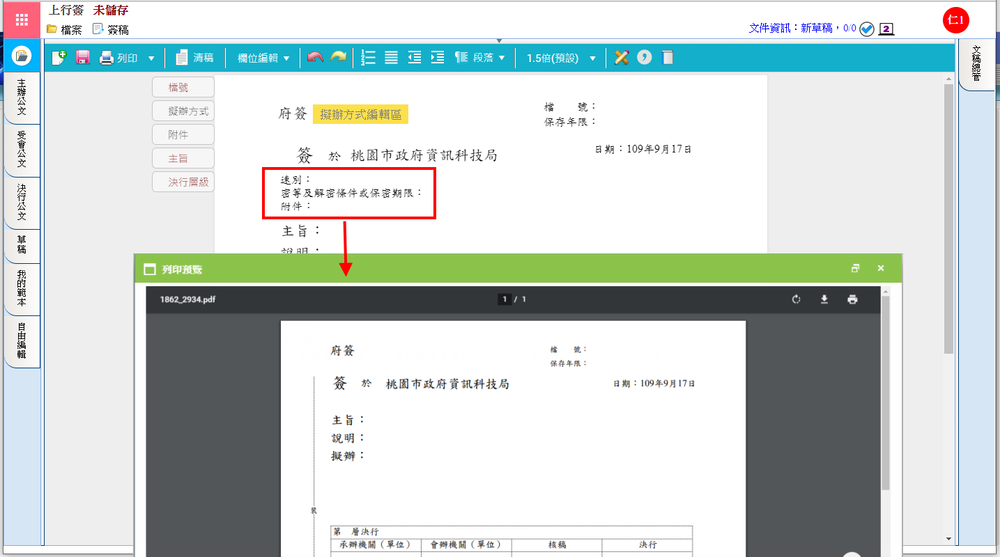 上行簽 未儲存
檔案 簽稿
文件資訊：新草稿，0/0 2
仁1
列印 清稿 欄位編輯 段落 1.5倍(預設)
主辦公文
受會公文
決行公文
草稿
我的範本
自由編輯
文稿總管
檔號
擬辦方式
附件
主旨
決行層級
府簽 擬辦方式編輯區
檔　號：
保存年限：
簽 於 桃園市政府資訊科技局
日期：109年9月17日
速別：
密等及解密條件或保密期限：
附件：
主旨：
說明：
列印預覽
1862_2934.pdf 1 / 1
府簽
檔　號：
保存年限：
簽 於 桃園市政府資訊科技局 日期：109年9月17日
主旨：
說明：
擬辦：
裝
第　層決行
承辦機關（單位） 會辦機關（單位） 核稿 決行